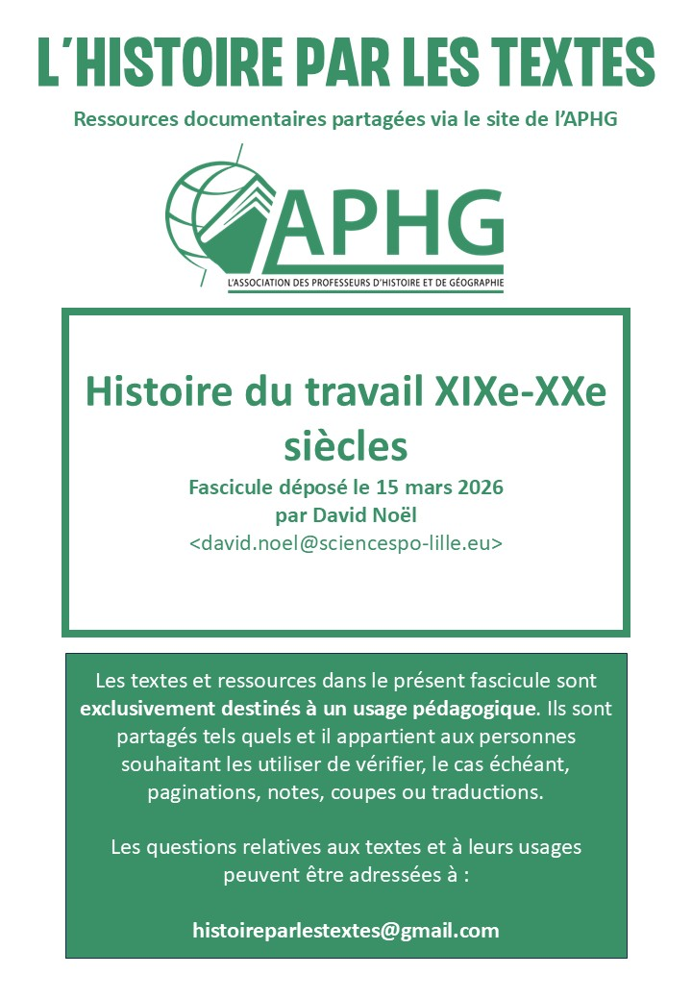 L'HISTOIRE PAR LES TEXTES
Ressources documentaires partagées via le site de l'APHG
APHG
L'ASSOCIATION DES PROFESSEURS D'HISTOIRE ET DE GÉOGRAPHIE
Histoire du travail XIXe-XXe
siècles
Fascicule déposé le 15 mars 2026
par David Noël
<david.noel@sciencespo-lille.eu>
Les textes et ressources dans le présent fascicule sont
exclusivement destinés à un usage pédagogique. Ils sont
partagés tels quels et il appartient aux personnes
souhaitant les utiliser de vérifier, le cas échéant,
paginations, notes, coupes ou traductions.
Les questions relatives aux textes et à leurs usages
peuvent être adressées à :
histoireparlestextes@gmail.com